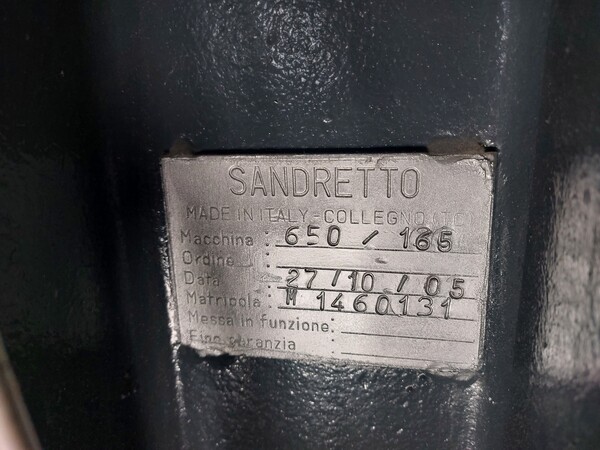 SANDRETTO
MADE IN ITALY - COLLEGNO (TO)
Macchina : 650 / 165
Ordine :
Data : 27/10/05
Matricola : M 1460131
Messa in funzione:
Fine garanzia :